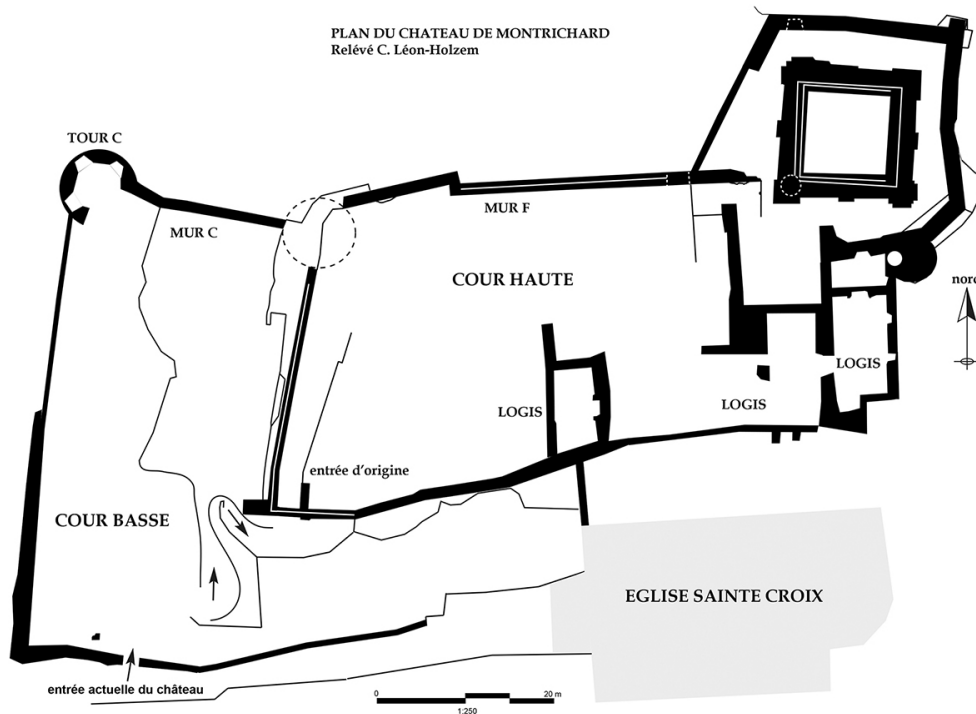 PLAN DU CHATEAU DE MONTRICHARD
Relévé C. Léon-Holzem
TOUR C
MUR C
MUR F
COUR HAUTE
nord
LOGIS
LOGIS
LOGIS
entrée d'origine
COUR BASSE
EGLISE SAINTE CROIX
entrée actuelle du château
0
20 m
1:250